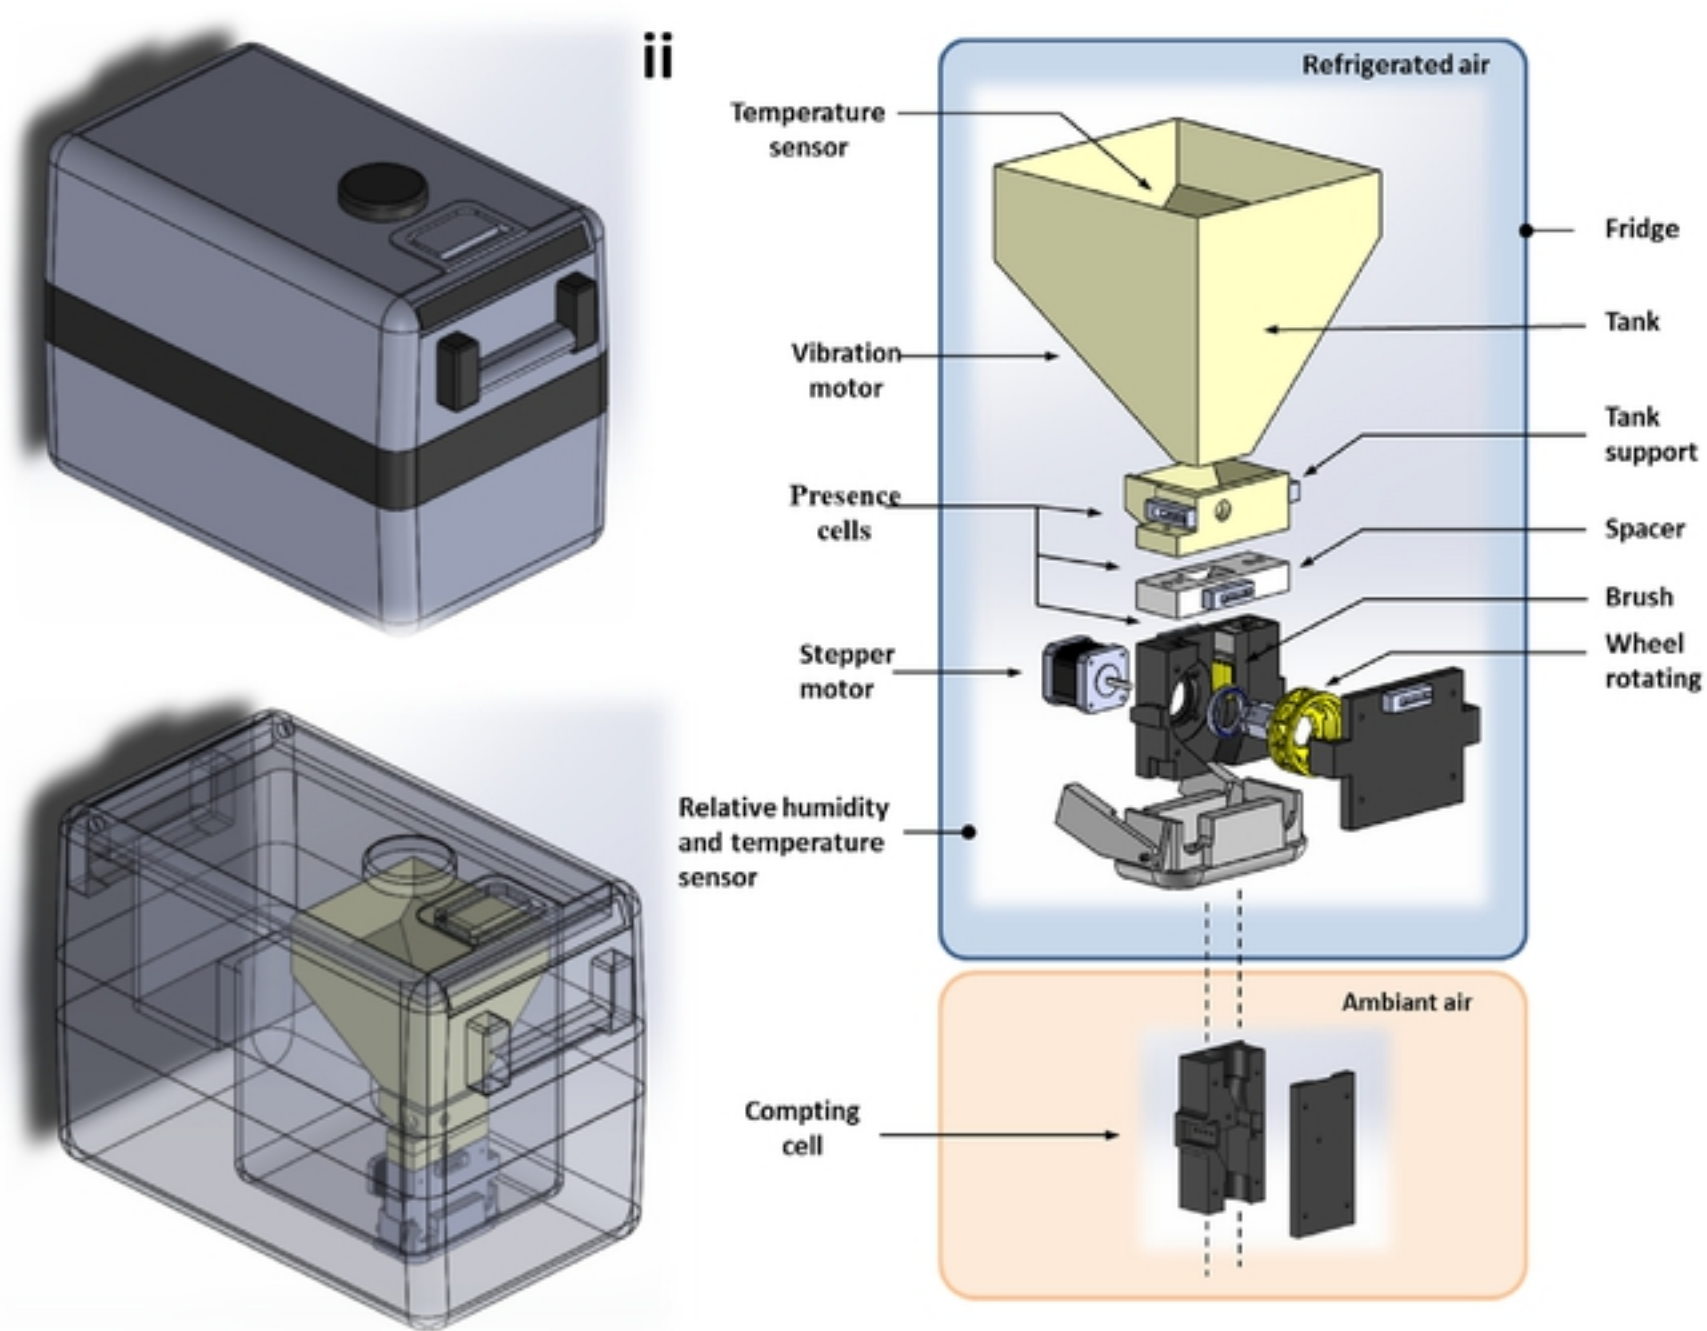 ii
Refrigerated air
Temperature
sensor
Fridge
Tank
Vibration
motor
Tank
support
Presence
cells
Spacer
Brush
Stepper
motor
Wheel
rotating
Relative humidity
and temperature
sensor
Ambiant air
Compting
cell